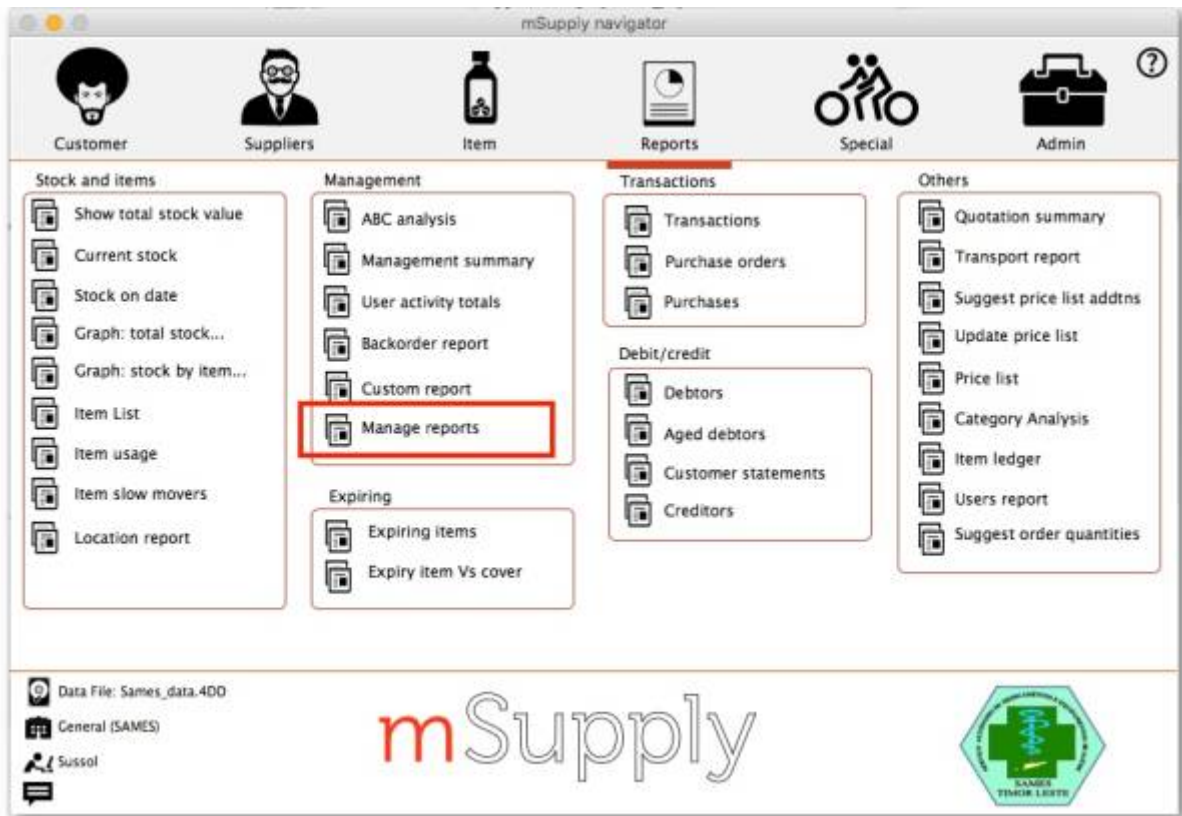 mSupply navigator
Customer
Suppliers
Item
Reports
Special
Admin
?
Stock and items
Show total stock value
Current stock
Stock on date
Graph: total stock...
Graph: stock by item...
Item List
Item usage
Item slow movers
Location report
Management
ABC analysis
Management summary
User activity totals
Backorder report
Custom report
Manage reports
Expiring
Expiring items
Expiry item Vs cover
Transactions
Transactions
Purchase orders
Purchases
Debit/credit
Debtors
Aged debtors
Customer statements
Creditors
Others
Quotation summary
Transport report
Suggest price list addtns
Update price list
Price list
Category Analysis
Item ledger
Users report
Suggest order quantities
Data File: Sames_data.4DD
General (SAMES)
Sussol
mSupply
SAMES
TIMOR LESTE